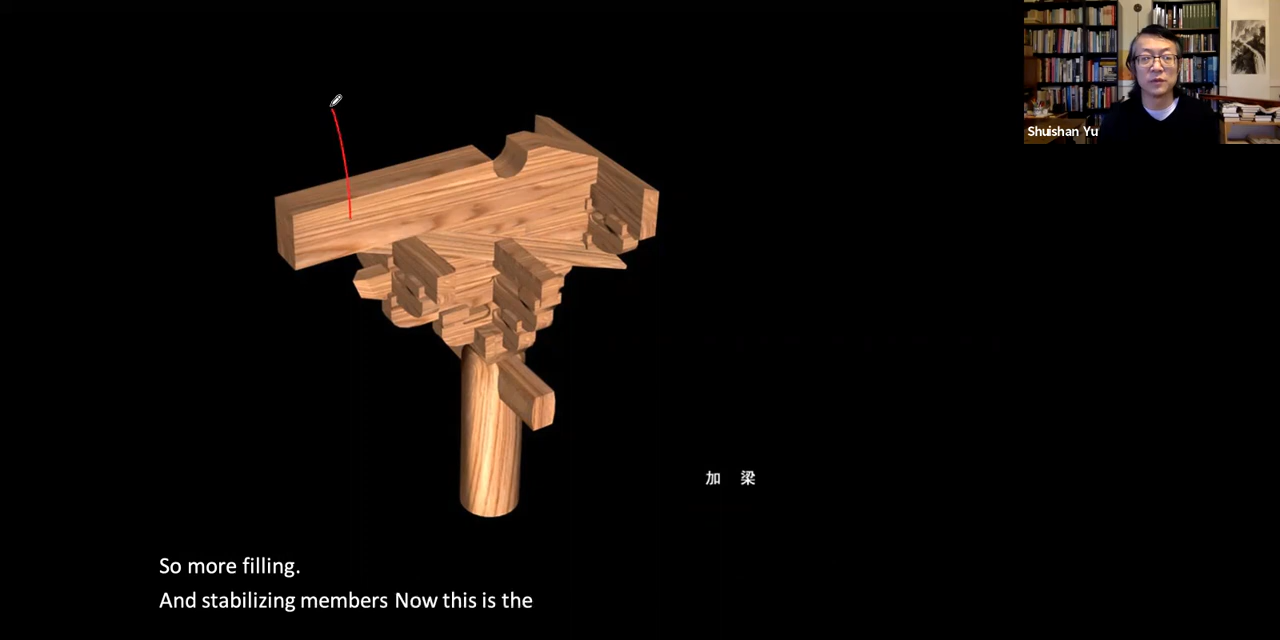 Shuishan Yu
加 梁
So more filling.
And stabilizing members Now this is the